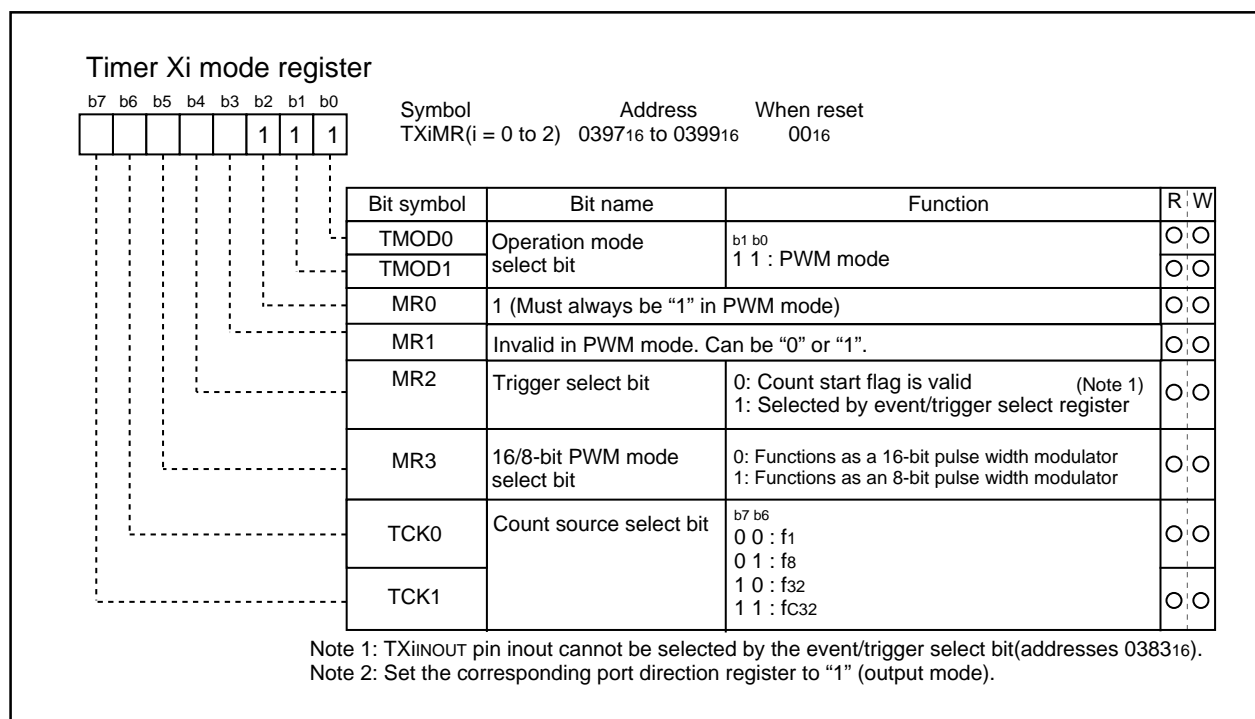 Timer Xi mode register
b7 b6 b5 b4 b3 b2 b1 b0
1 1 1
Symbol Address When reset
TXiMR(i = 0 to 2) 039716 to 039916 0016
Bit symbol Bit name Function R W
TMOD0 Operation mode select bit b1 b0
1 1 : PWM mode
TMOD1
MR0 1 (Must always be “1” in PWM mode)
MR1 Invalid in PWM mode. Can be “0” or “1”.
MR2 Trigger select bit 0: Count start flag is valid (Note 1)
1: Selected by event/trigger select register
MR3 16/8-bit PWM mode select bit 0: Functions as a 16-bit pulse width modulator
1: Functions as an 8-bit pulse width modulator
TCK0 Count source select bit b7 b6
0 0 : f1
0 1 : f8
TCK1 1 0 : f32
1 1 : fC32
Note 1: TXiINOUT pin inout cannot be selected by the event/trigger select bit(addresses 038316).
Note 2: Set the corresponding port direction register to “1” (output mode).